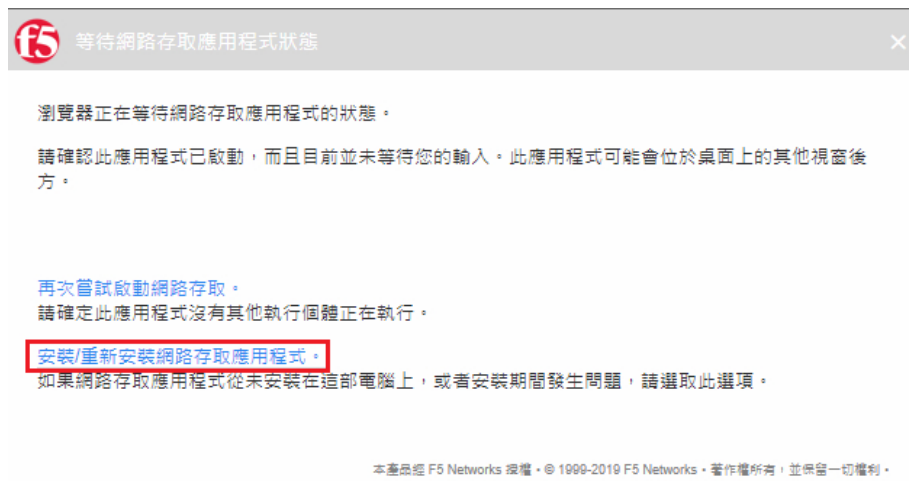 f5 等待網路存取應用程式狀態
瀏覽器正在等待網路存取應用程式的狀態。
請確認此應用程式已啟動，而且目前並未等待您的輸入。此應用程式可能會位於桌面上的其他視窗後
方。
再次嘗試啟動網路存取。
請確定此應用程式沒有其他執行個體正在執行。
安裝/重新安裝網路存取應用程式。
如果網路存取應用程式從未安裝在這部電腦上，或者安裝期間發生問題，請選取此選項。
本產品經 F5 Networks 授權。© 1999-2019 F5 Networks。著作權所有，並保留一切權利。